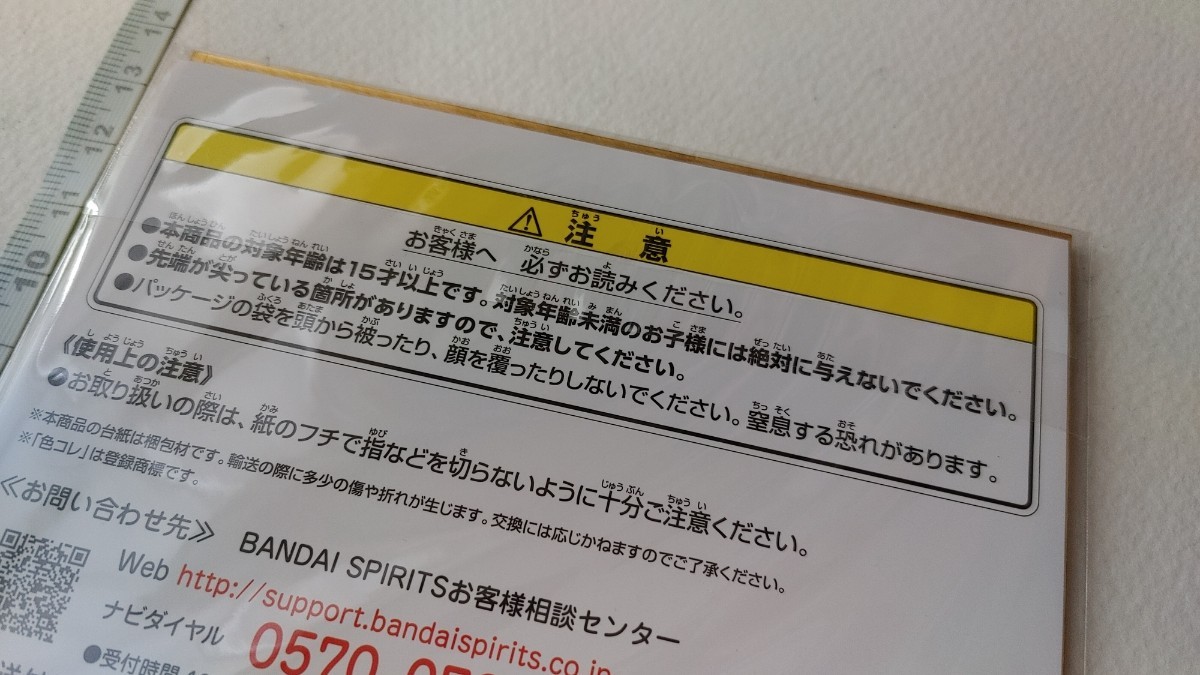 ⚠ 注意
お客様へ 必ずお読みください。
●本商品の対象年齢は15才以上です。対象年齢未満のお子様には絶対に与えないでください。
●先端が尖っている箇所がありますので、注意してください。
●パッケージの袋を頭から被ったり、顔を覆ったりしないでください。窒息する恐れがあります。
《使用上の注意》
●お取り扱いの際は、紙のフチで指などを切らないように十分ご注意ください。
※本商品の台紙は梱包材です。輸送の際に多少の傷や折れが生じます。交換には応じかねますのでご了承ください。
※「色コレ」は登録商標です。
≪お問い合わせ先≫
BANDAI SPIRITSお客様相談センター
Web http://support.bandaispirits.co.jp
ナビダイヤル 0570
●受付時間
10 11 12 13 14